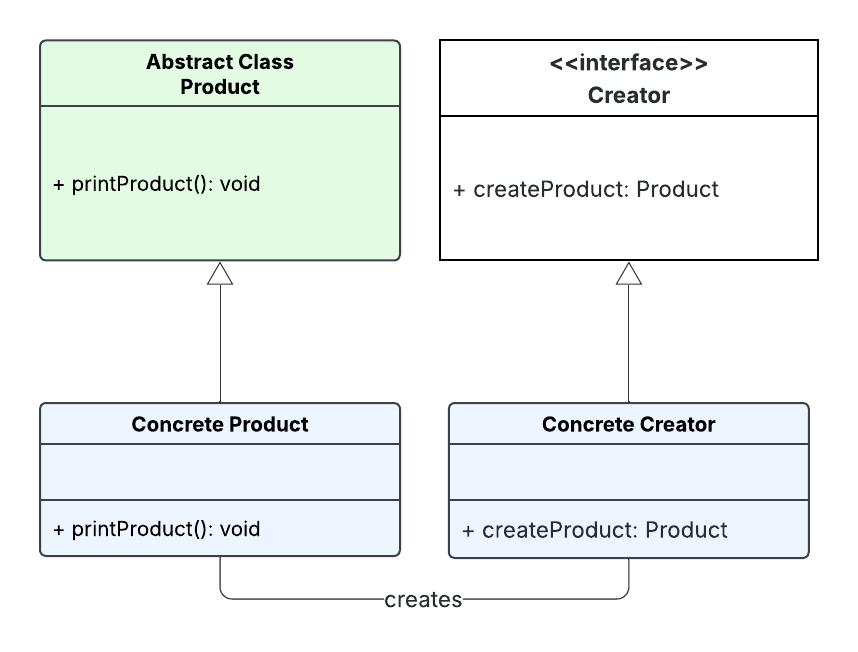 Abstract Class
Product
+ printProduct(): void
<<interface>>
Creator
+ createProduct: Product
Concrete Product
+ printProduct(): void
Concrete Creator
+ createProduct: Product
creates